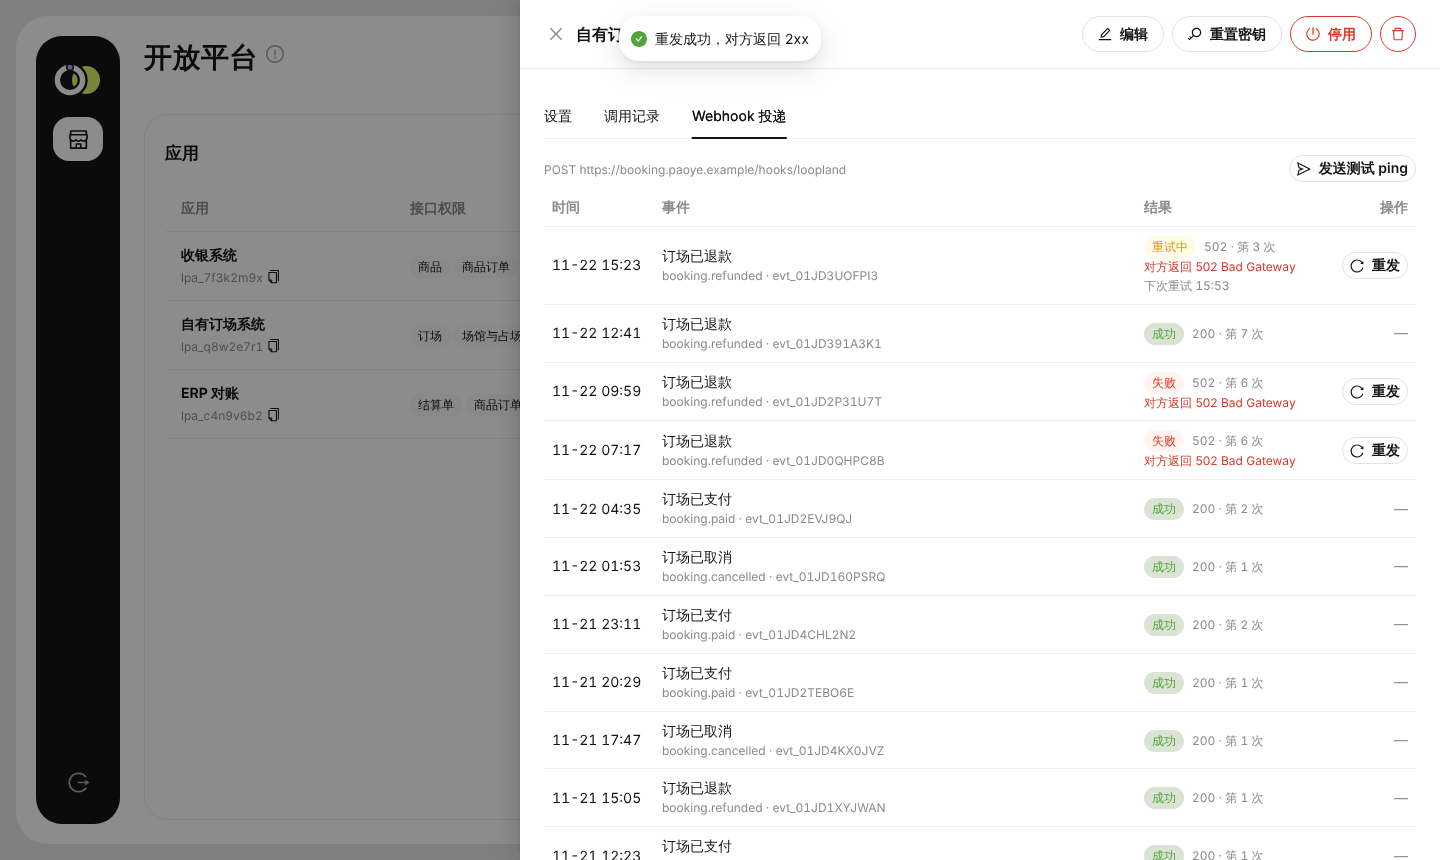 开放平台
应用
应用 接口权限
收银系统
lpa_7f3k2m9x
商品 商品订单
自有订场系统
lpa_q8w2e7r1
订场 场馆与占场
ERP 对账
lpa_c4n9v6b2
结算单 商品订单
自有订
重发成功，对方返回 2xx
编辑
重置密钥
停用
设置
调用记录
Webhook 投递
POST https://booking.paoye.example/hooks/loopland
发送测试 ping
时间 事件 结果 操作
11-22 15:23
订场已退款
booking.refunded · evt_01JD3UOFPI3
重试中 502 · 第 3 次
对方返回 502 Bad Gateway
下次重试 15:53
重发
11-22 12:41
订场已退款
booking.refunded · evt_01JD391A3K1
成功 200 · 第 7 次
—
11-22 09:59
订场已退款
booking.refunded · evt_01JD2P31U7T
失败 502 · 第 6 次
对方返回 502 Bad Gateway
重发
11-22 07:17
订场已退款
booking.refunded · evt_01JD0QHPC8B
失败 502 · 第 6 次
对方返回 502 Bad Gateway
重发
11-22 04:35
订场已支付
booking.paid · evt_01JD2EVJ9QJ
成功 200 · 第 2 次
—
11-22 01:53
订场已取消
booking.cancelled · evt_01JD160PSRQ
成功 200 · 第 1 次
—
11-21 23:11
订场已支付
booking.paid · evt_01JD4CHL2N2
成功 200 · 第 2 次
—
11-21 20:29
订场已支付
booking.paid · evt_01JD2TEBO6E
成功 200 · 第 1 次
—
11-21 17:47
订场已取消
booking.cancelled · evt_01JD4KX0JVZ
成功 200 · 第 1 次
—
11-21 15:05
订场已退款
booking.refunded · evt_01JD1XYJWAN
成功 200 · 第 1 次
—
11-21 12:23
订场已支付
成功 200 · 第 1 次
—